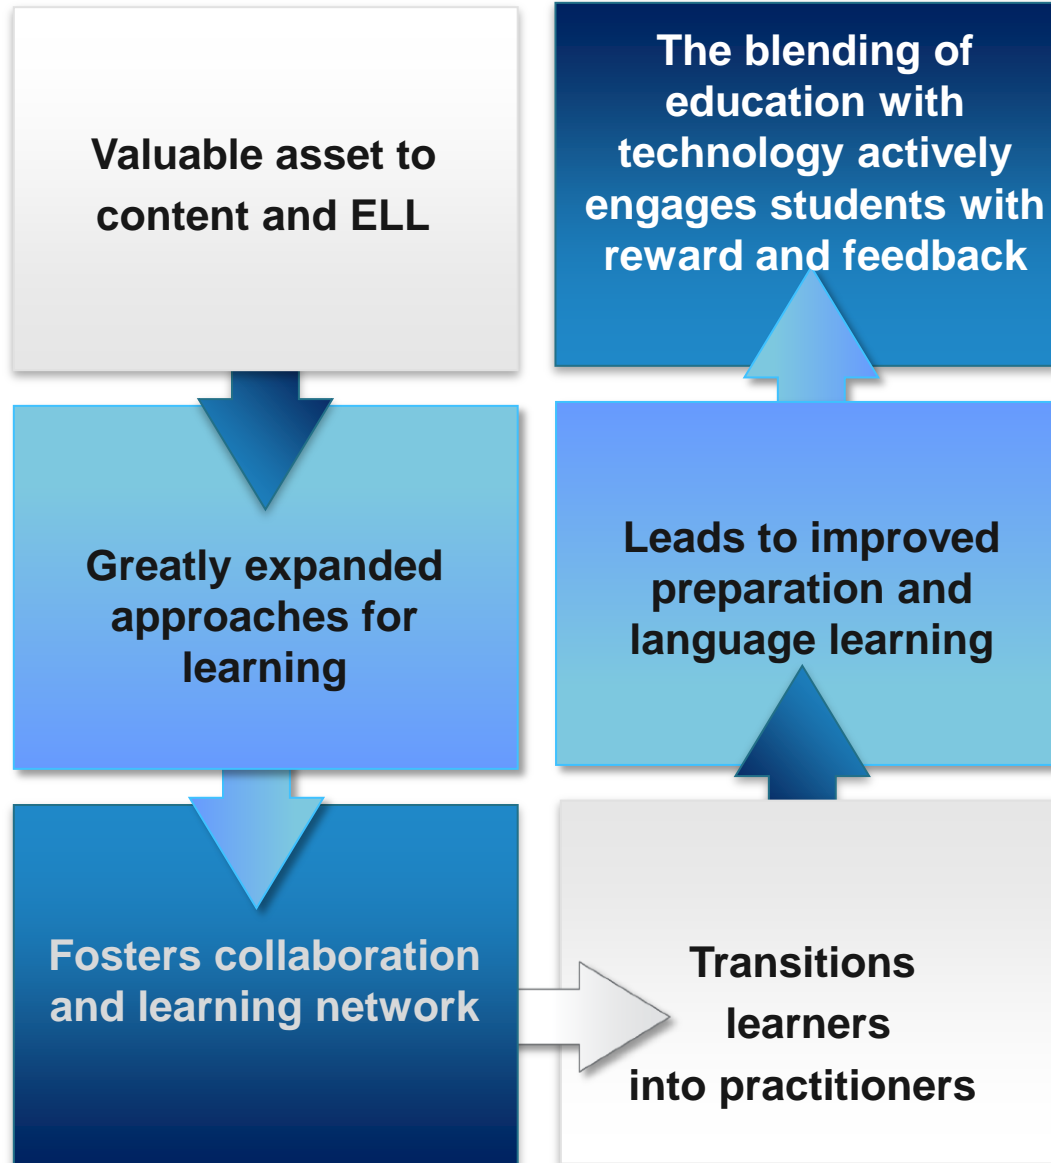 Valuable asset to
content and ELL
Greatly expanded
approaches for
learning
Fosters collaboration
and learning network
Transitions
learners
into practitioners
Leads to improved
preparation and
language learning
The blending of
education with
technology actively
engages students with
reward and feedback